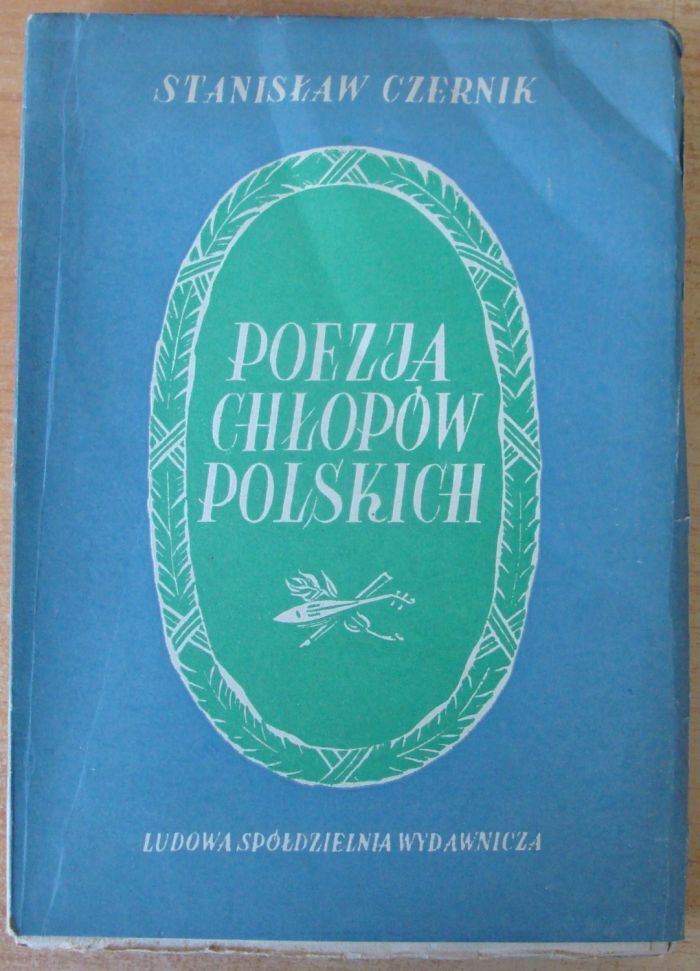 STANISŁAW CZERNIK
POEZJA
CHŁOPÓW
POLSKICH
LUDOWA SPÓŁDZIELNIA WYDAWNICZA